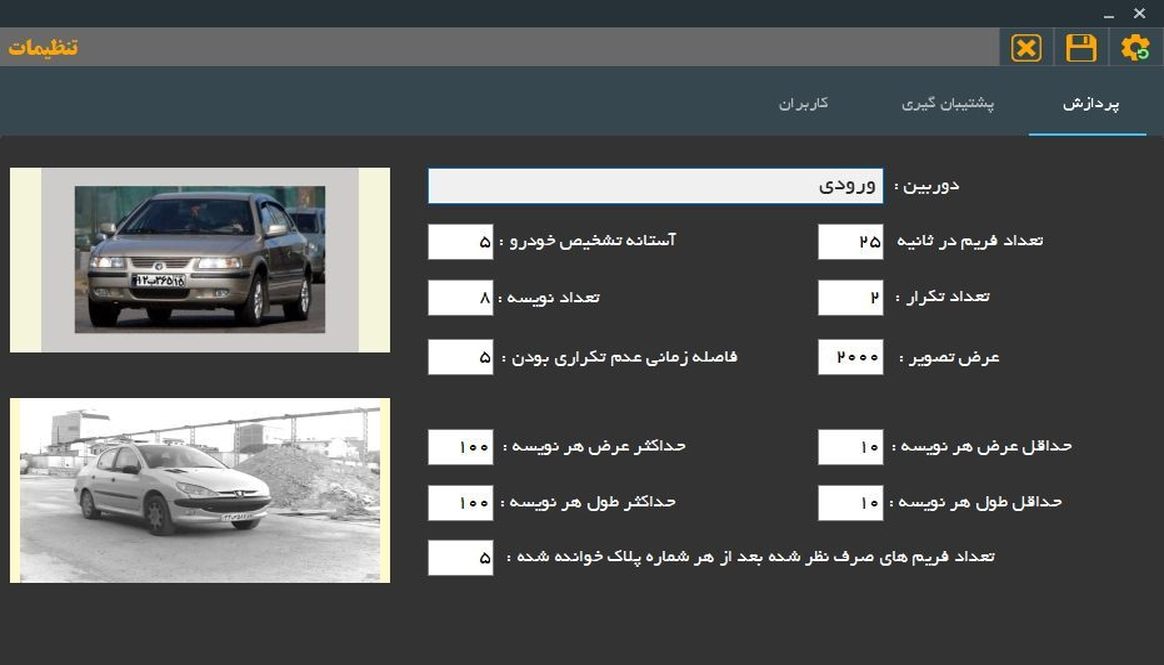 تنظیمات
پردازش
پشتیبان گیری
کاربران
دوربین : ورودی
تعداد فریم در ثانیه ۲۵
آستانه تشخیص خودرو : ۵
تعداد تکرار : ۲
تعداد نویسه : ۸
عرض تصویر : ۲۰۰۰
فاصله زمانی عدم تکراری بودن : ۵
حداقل عرض هر نویسه : ۱۰
حداکثر عرض هر نویسه : ۱۰۰
حداقل طول هر نویسه : ۱۰
حداکثر طول هر نویسه : ۱۰۰
تعداد فریم های صرف نظر شده بعد از هر شماره پلاک خوانده شده : ۵